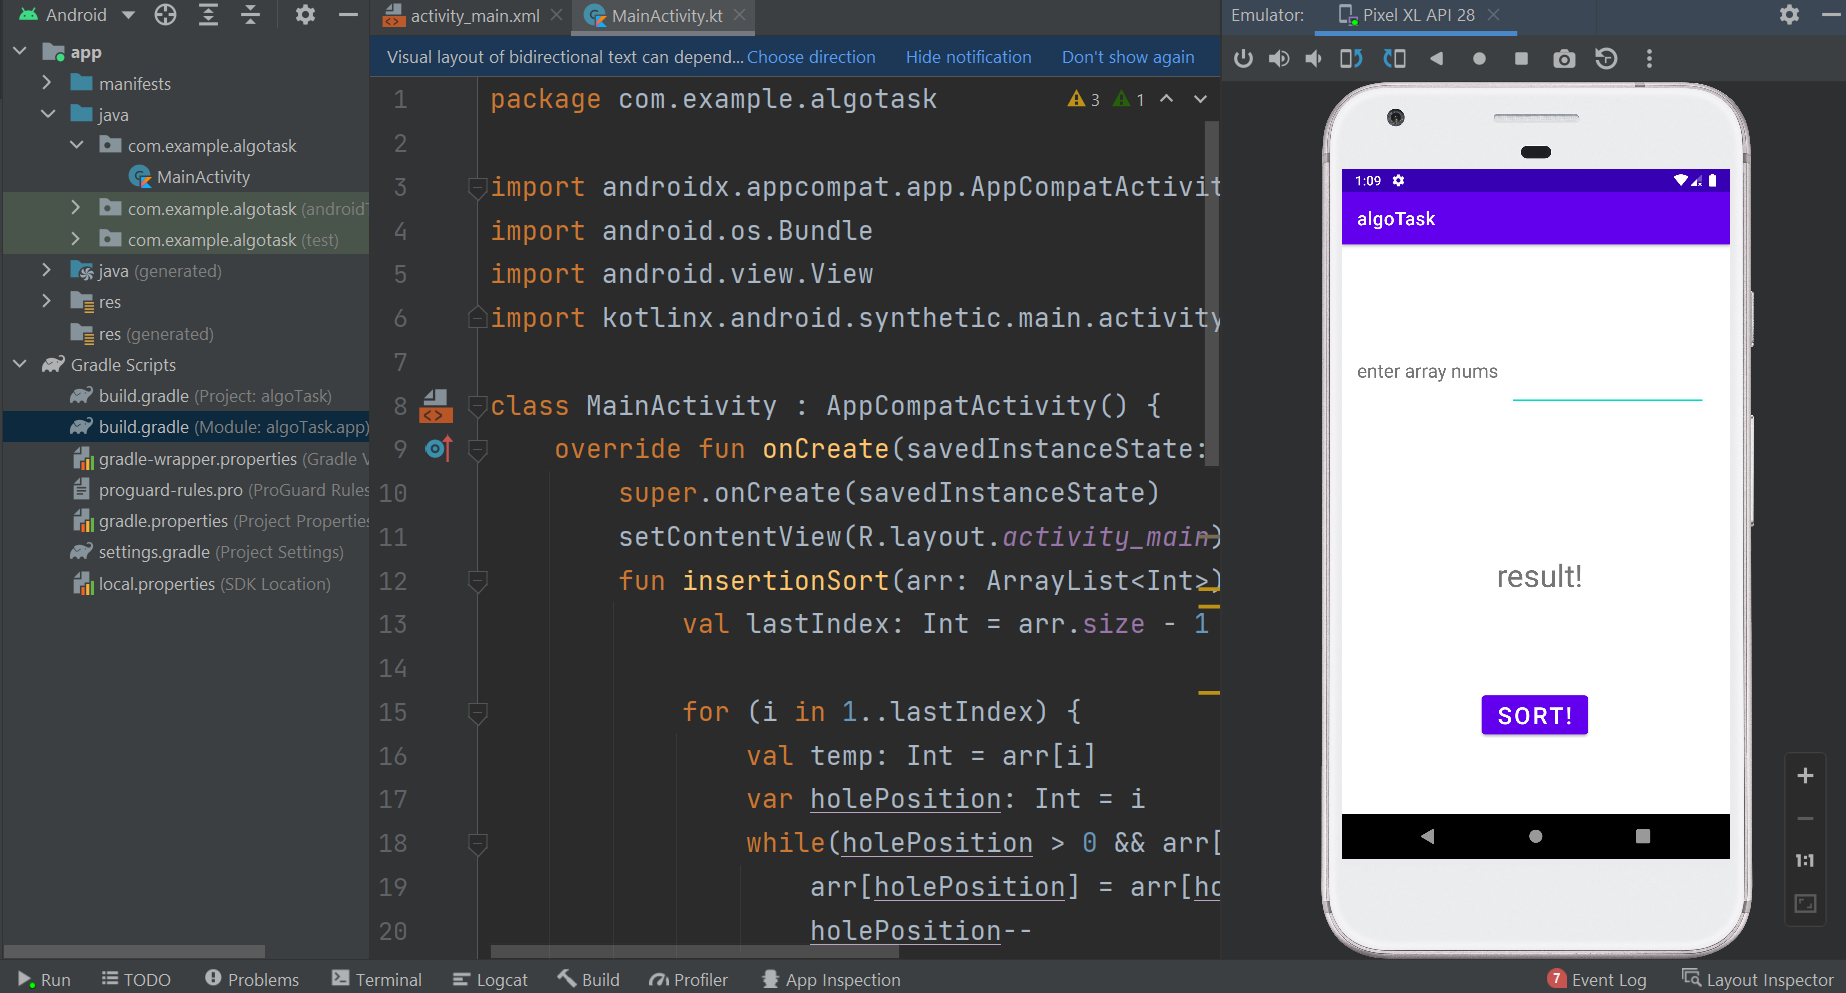 Android
activity_main.xml
MainActivity.kt
Emulator:
Pixel XL API 28
app
manifests
java
com.example.algotask
MainActivity
com.example.algotask (androidT
com.example.algotask (test)
java (generated)
res
res (generated)
Gradle Scripts
build.gradle (Project: algoTask)
build.gradle (Module: algoTask.app)
gradle-wrapper.properties (Gradle V
proguard-rules.pro (ProGuard Rules
gradle.properties (Project Properties
settings.gradle (Project Settings)
local.properties (SDK Location)
Visual layout of bidirectional text can depend... Choose direction Hide notification Don't show again
3 1
1 package com.example.algotask
2
3 import androidx.appcompat.app.AppCompatActivit
4 import android.os.Bundle
5 import android.view.View
6 import kotlinx.android.synthetic.main.activity
7
8 class MainActivity : AppCompatActivity() {
9 override fun onCreate(savedInstanceState:
10 super.onCreate(savedInstanceState)
11 setContentView(R.layout.activity_main)
12 fun insertionSort(arr: ArrayList<Int>)
13 val lastIndex: Int = arr.size - 1
14
15 for (i in 1..lastIndex) {
16 val temp: Int = arr[i]
17 var holePosition: Int = i
18 while(holePosition > 0 && arr[
19 arr[holePosition] = arr[ho
20 holePosition--
1:09
algoTask
enter array nums
result!
SORT!
1:1
Run
TODO
Problems
Terminal
Logcat
Build
Profiler
App Inspection
7 Event Log
Layout Inspector